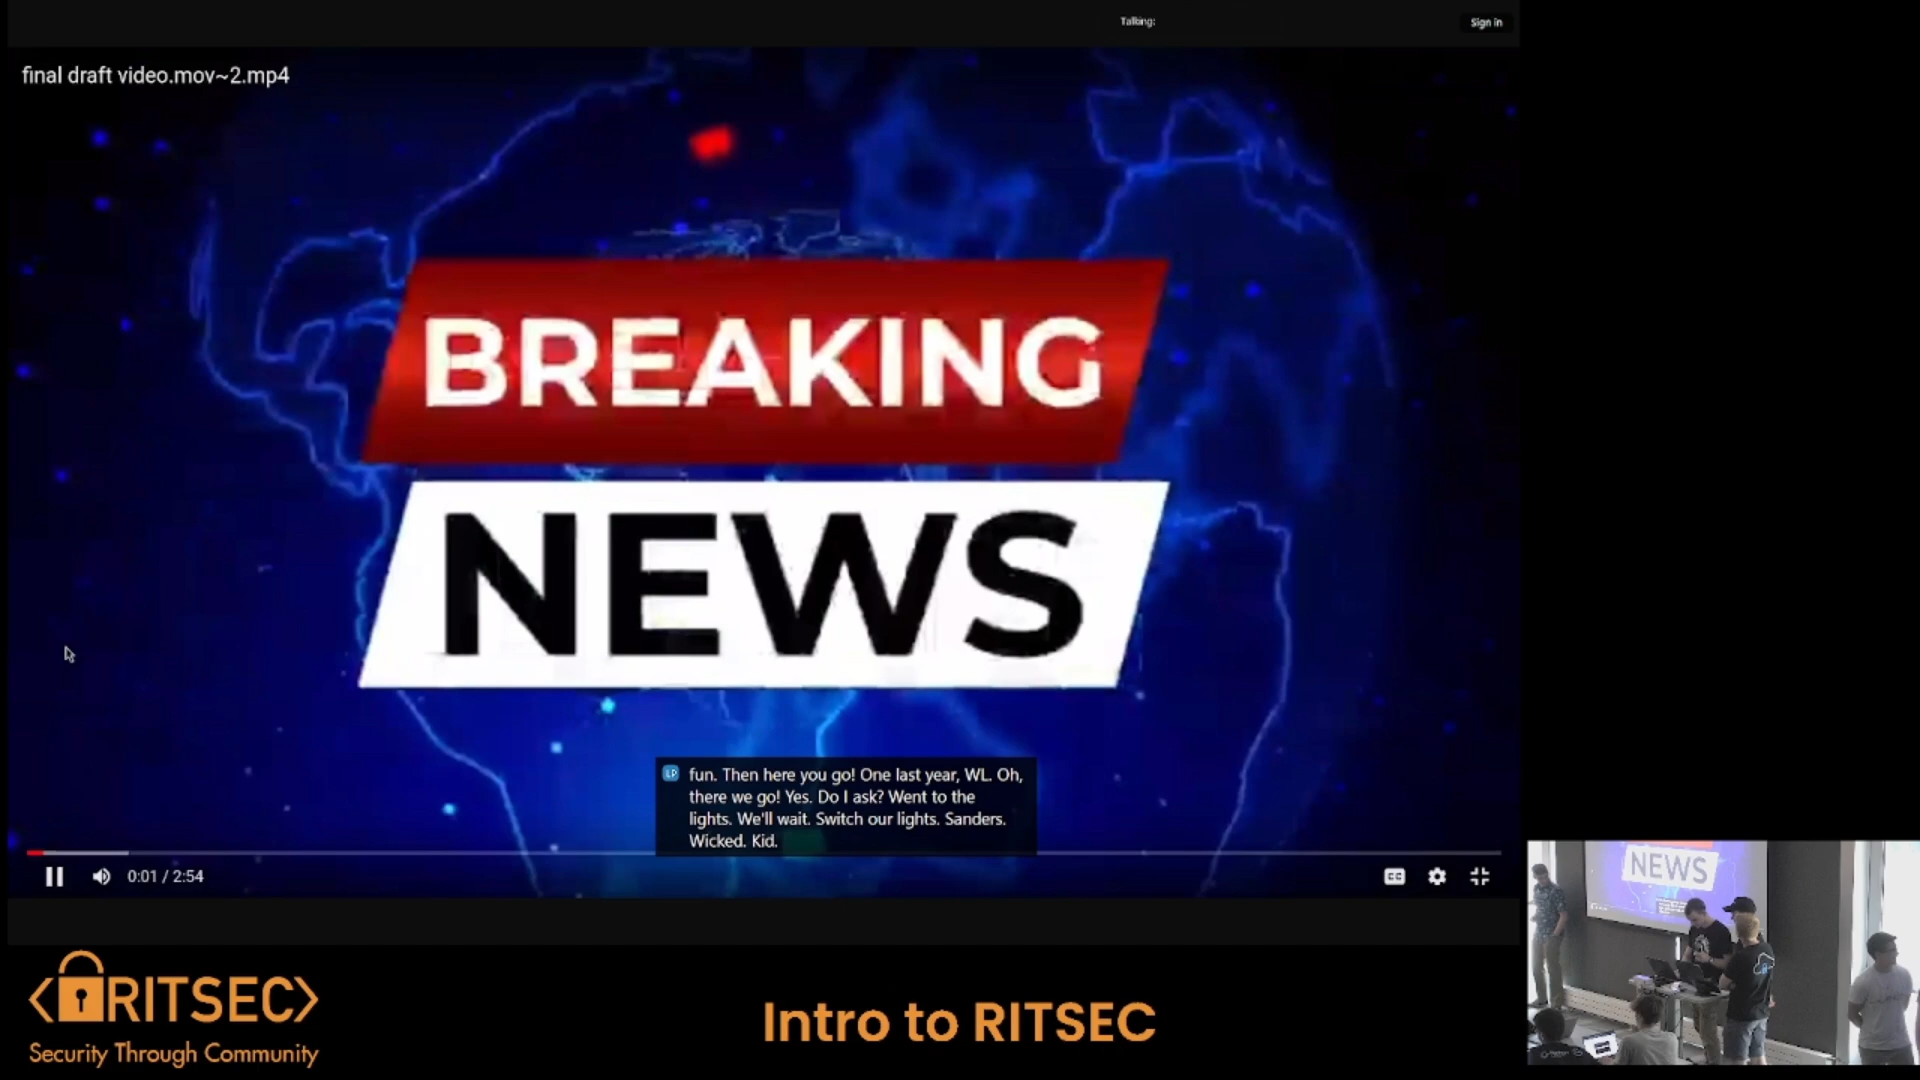 Talking:
Sign in
final draft video.mov~2.mp4
BREAKING
NEWS
LP
fun. Then here you go! One last year, WL. Oh,
there we go! Yes. Do I ask? Went to the
lights. We'll wait. Switch our lights. Sanders.
Wicked. Kid.
0:01 / 2:54
CC
NEWS
<RITSEC>
Security Through Community
Intro to RITSEC